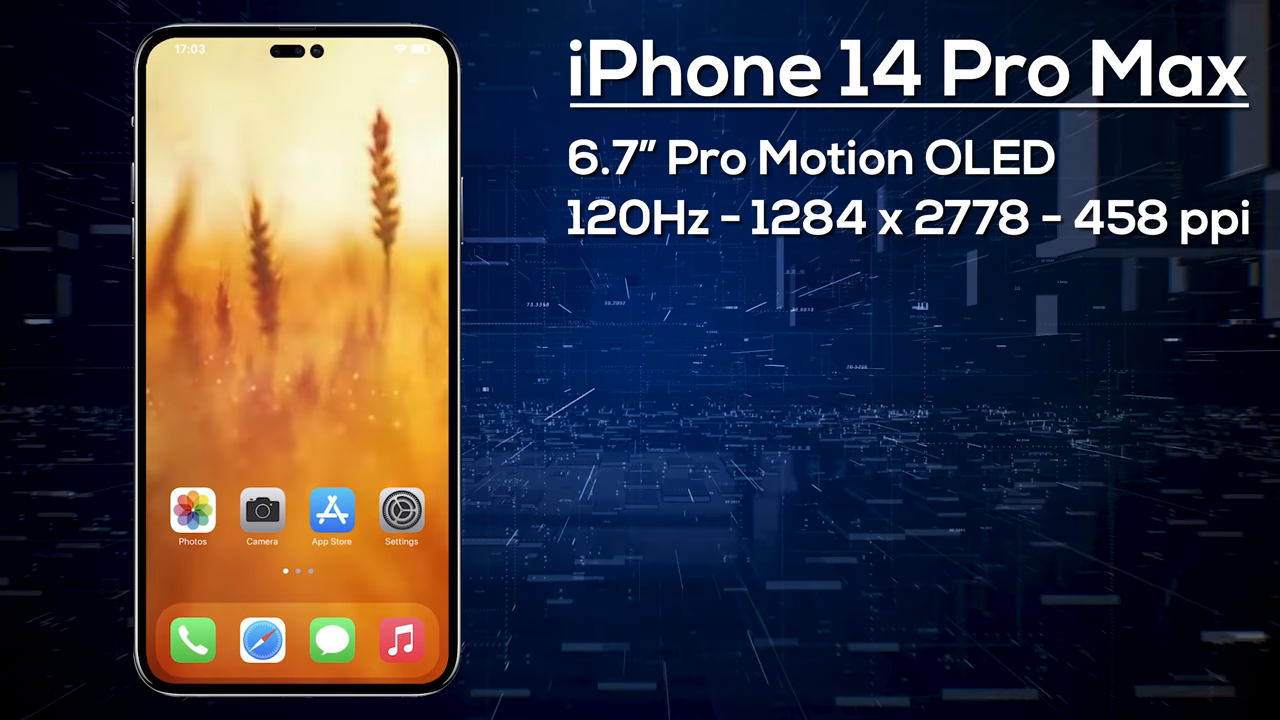 17:03
iPhone 14 Pro Max
6.7” Pro Motion OLED
120Hz - 1284 x 2778 - 458 ppi
Photos
Camera
App Store
Settings